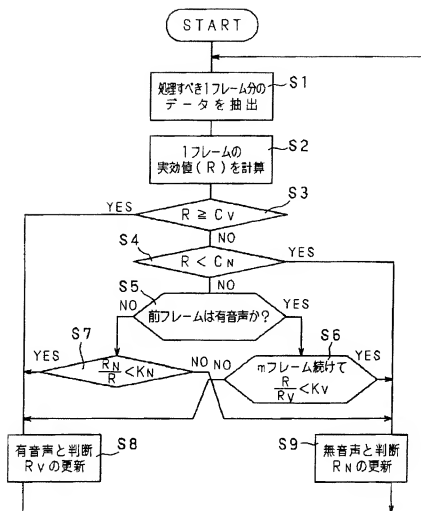 START
処理すべき1フレーム分の
データを抽出
S1
1フレームの
実効値(R)を計算
S2
R ≧ CV
S3
YES
NO
R < CN
S4
YES
NO
前フレームは有音声か?
S5
NO
YES
RN/R < KN
S7
YES
NO
mフレーム続けて
R/RV < KV
S6
NO
YES
有音声と判断
RVの更新
S8
無音声と判断
RNの更新
S9